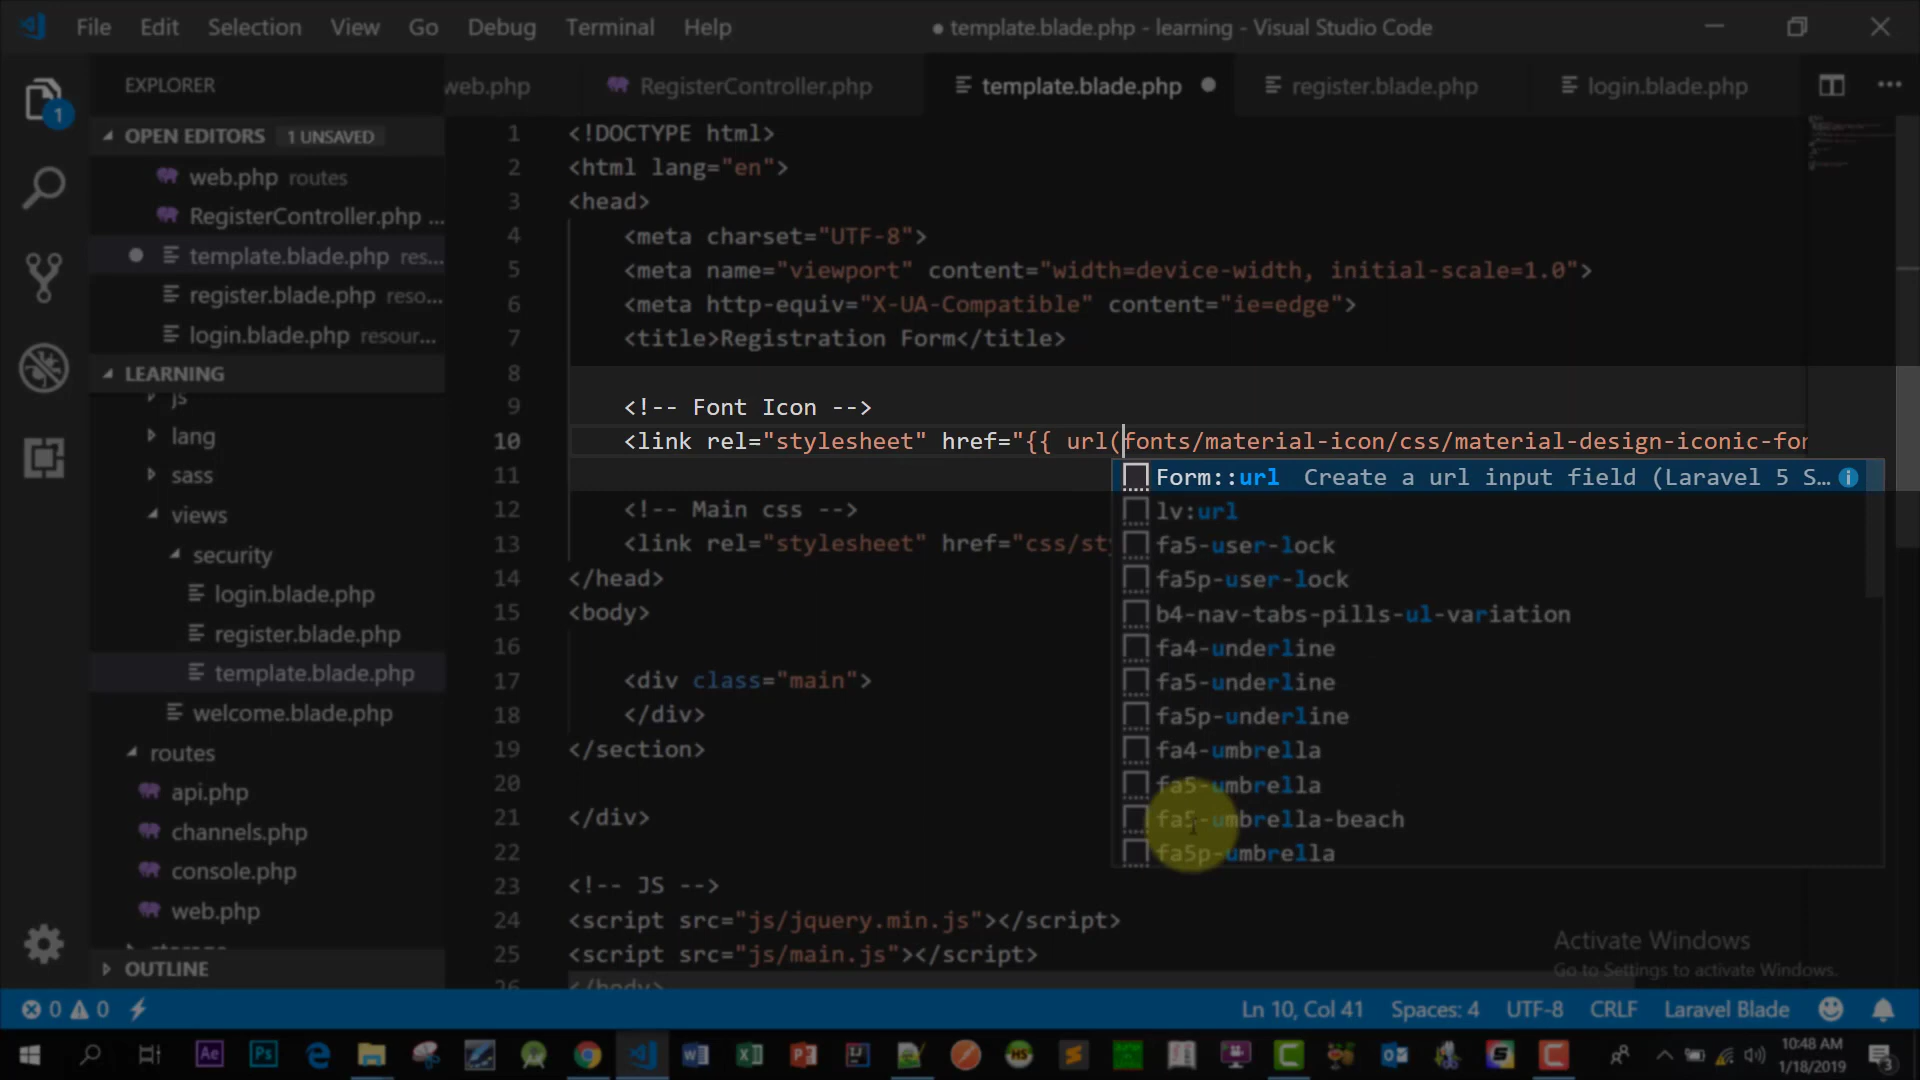 File Edit Selection View Go Debug Terminal Help
● template.blade.php - learning - Visual Studio Code
EXPLORER
web.php RegisterController.php template.blade.php register.blade.php login.blade.php
OPEN EDITORS 1 UNSAVED
web.php routes
RegisterController.php ...
template.blade.php res...
register.blade.php reso...
login.blade.php resour...
LEARNING
js
lang
sass
views
security
login.blade.php
register.blade.php
template.blade.php
welcome.blade.php
routes
api.php
channels.php
console.php
web.php
OUTLINE
1 <!DOCTYPE html>
2 <html lang="en">
3 <head>
4 <meta charset="UTF-8">
5 <meta name="viewport" content="width=device-width, initial-scale=1.0">
6 <meta http-equiv="X-UA-Compatible" content="ie=edge">
7 <title>Registration Form</title>
8
9 <!-- Font Icon -->
10 <link rel="stylesheet" href="{{ url(fonts/material-icon/css/material-design-iconic-for
11
12 <!-- Main css -->
13 <link rel="stylesheet" href="css/sty
14 </head>
15 <body>
16
17 <div class="main">
18 </div>
19 </section>
20
21 </div>
22
23 <!-- JS -->
24 <script src="js/jquery.min.js"></script>
25 <script src="js/main.js"></script>
26 </body>
Form::url Create a url input field (Laravel 5 S...
lv:url
fa5-user-lock
fa5p-user-lock
b4-nav-tabs-pills-ul-variation
fa4-underline
fa5-underline
fa5p-underline
fa4-umbrella
fa5-umbrella
fa5-umbrella-beach
fa5p-umbrella
Activate Windows
Go to Settings to activate Windows.
0 0 Ln 10, Col 41 Spaces: 4 UTF-8 CRLF Laravel Blade
10:48 AM
1/18/2019